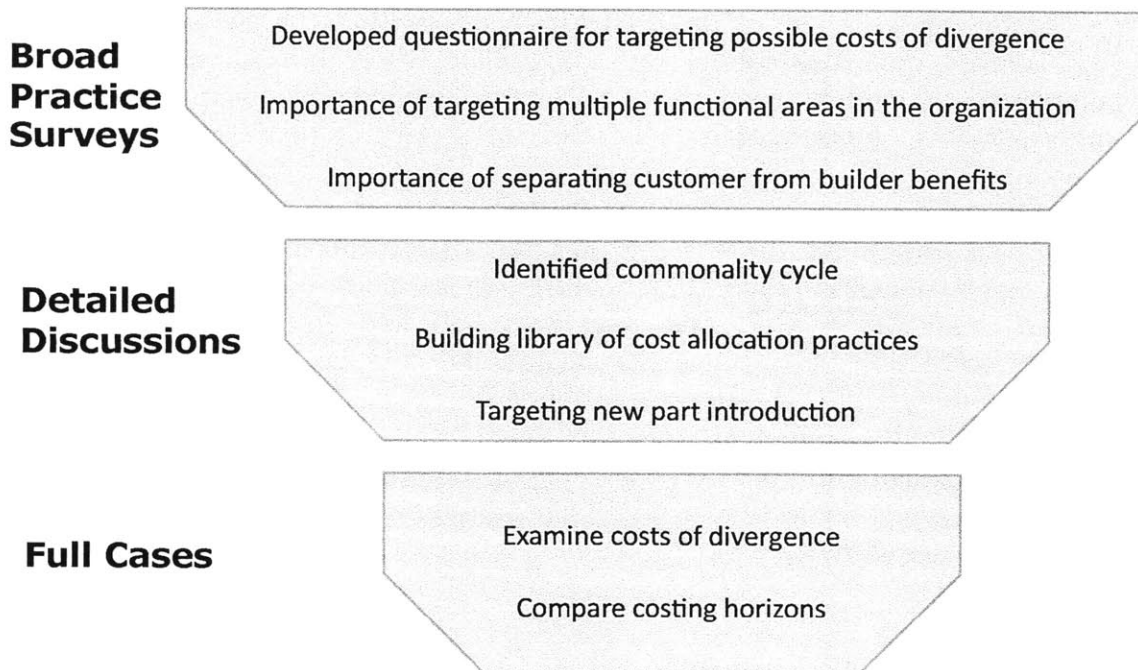 Broad
Practice
Surveys
Developed questionnaire for targeting possible costs of divergence
Importance of targeting multiple functional areas in the organization
Importance of separating customer from builder benefits
Detailed
Discussions
Identified commonality cycle
Building library of cost allocation practices
Targeting new part introduction
Full Cases
Examine costs of divergence
Compare costing horizons